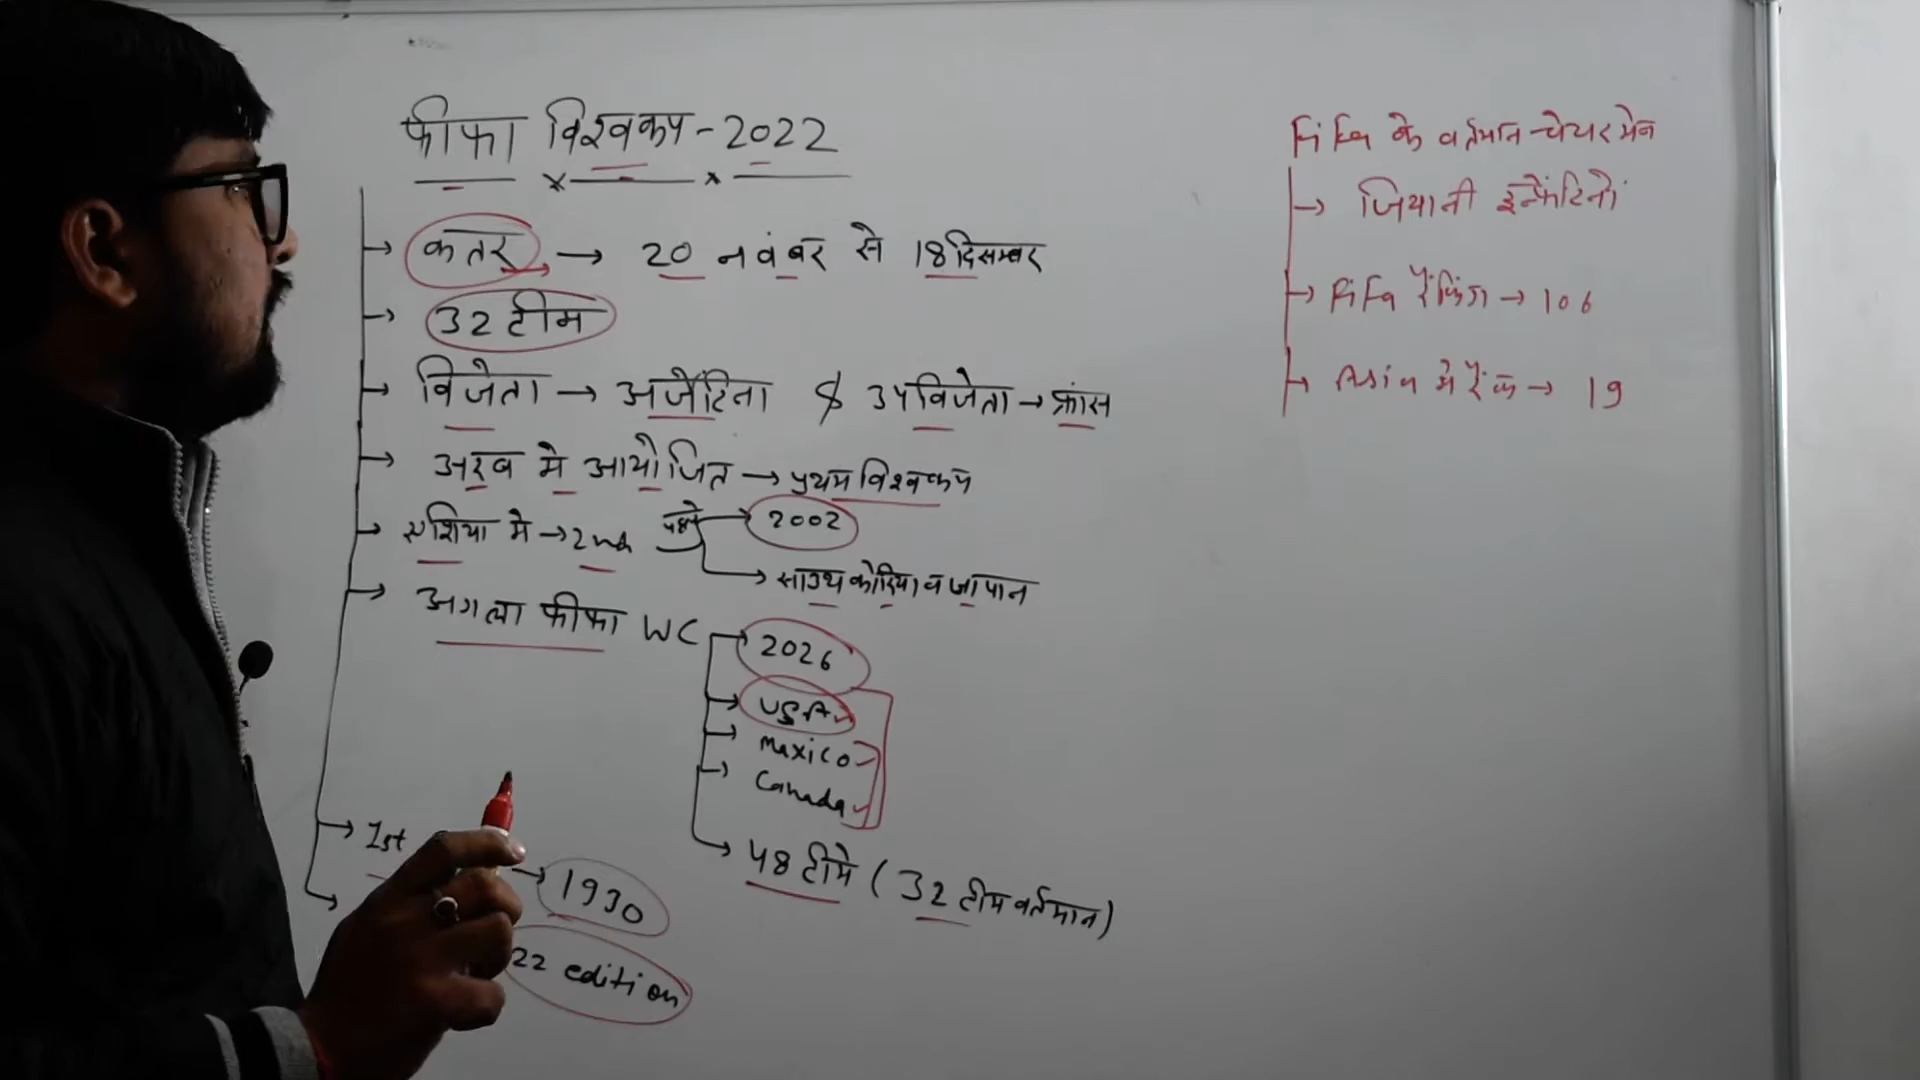 फीफा विश्वकप - 2022
→ कतर → 20 नवंबर से 18 दिसम्बर
→ 32 टीम
→ विजेता → अर्जेंटिना & उपविजेता → फ्रांस
→ अरब मे आयोजित → प्रथम विश्वकप
→ एशिया मे → 2nd पहले → 2002
→ साउथ कोरिया व जापान
→ अगला फीफा WC → 2026
→ USA
→ Maxico
→ Canada
→ 48 टीमे ( 32 टीम वर्तमान )
→ 1st → 1930
→ 22 edition
FiFa के वर्तमान चेयरमेन
→ जियानी इन्फेंटिनों
→ FiFa रैंकिंग → 106
→ Asia मे रैंक → 19